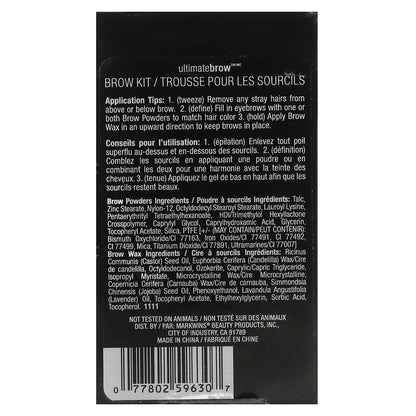 ultimatebrow™/MC
BROW KIT / TROUSSE POUR LES SOURCILS
Application Tips: 1. (tweeze) Remove any stray hairs from
above or below brow. 2. (define) Fill in eyebrows with one or
both Brow Powders to match hair color 3. (hold) Apply Brow
Wax in an upward direction to keep brows in place.
Conseils pour l'utilisation: 1. (épilation) Enlevez tout poil
superflu au-dessus et en-dessous des sourcils. 2. (définition)
Comblez les sourcils en appliquant une poudre ou en
combinant les deux pour une harmonie avec la teinte des
cheveux. 3. (tenue) Appliquez le gel de bas en haut afin que les
sourcils restent beaux.
Brow Powders Ingredients / Poudre à sourcils Ingrédients: Talc,
Zinc Stearate, Nylon-12, Octyldodecyl Stearoyl Stearate, Lauroyl Lysine,
Pentaerythrityl Tetraethylhexanoate, HDI/Trimethylol Hexyllactone
Crosspolymer, Caprylyl Glycol, Caprylhydroxamic Acid, Glycerin,
Tocopheryl Acetate, Silica, PTFE [+/- (MAY CONTAIN/PEUT CONTENIR):
Bismuth Oxychloride/CI 77163, Iron Oxides/CI 77491, CI 77492,
CI 77499, Mica, Titanium Dioxide/CI 77891, Ultramarines/CI 77007]
Brow Wax Ingredients / Cire à sourcils Ingrédients: Ricinus
Communis (Castor) Seed Oil, Euphorbia Cerifera (Candelilla) Wax/Cire
de candelilla, Octyldodecanol, Ozokerite, Caprylic/Capric Triglyceride,
Isopropyl Myristate, Microcrystalline Wax/Cire Microcrystalline,
Copernicia Cerifera (Carnauba) Wax/Cire de carnauba, Simmondsia
Chinensis (Jojoba) Seed Oil, Phenoxyethanol, Lavandula Angustifolia
(Lavender) Oil, Tocopheryl Acetate, Ethylhexylglycerin, Sorbic Acid,
Tocopherol. 1111
NOT TESTED ON ANIMALS / NON TESTÉ SUR DES ANIMAUX
DIST. BY / PAR: MARKWINS BEAUTY PRODUCTS, INC.
CITY OF INDUSTRY, CA 91789
MADE IN CHINA / FABRIQUÉ EN CHINE
0 77802 59630 7